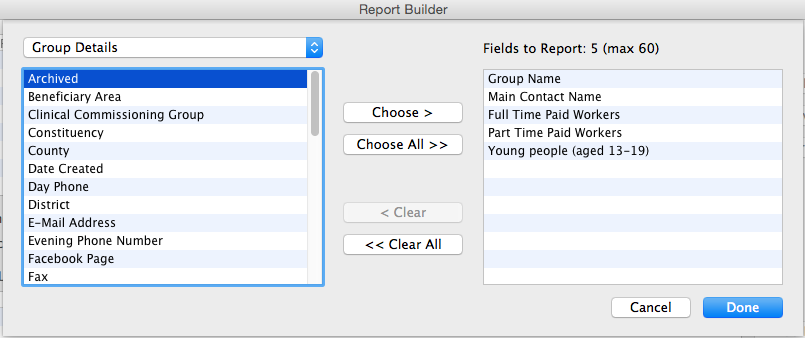 Report Builder
Group Details
Fields to Report: 5 (max 60)
Archived
Beneficiary Area
Clinical Commissioning Group
Constituency
County
Date Created
Day Phone
District
E-Mail Address
Evening Phone Number
Facebook Page
Fax
Choose >
Choose All >>
< Clear
<< Clear All
Group Name
Main Contact Name
Full Time Paid Workers
Part Time Paid Workers
Young people (aged 13-19)
Cancel
Done